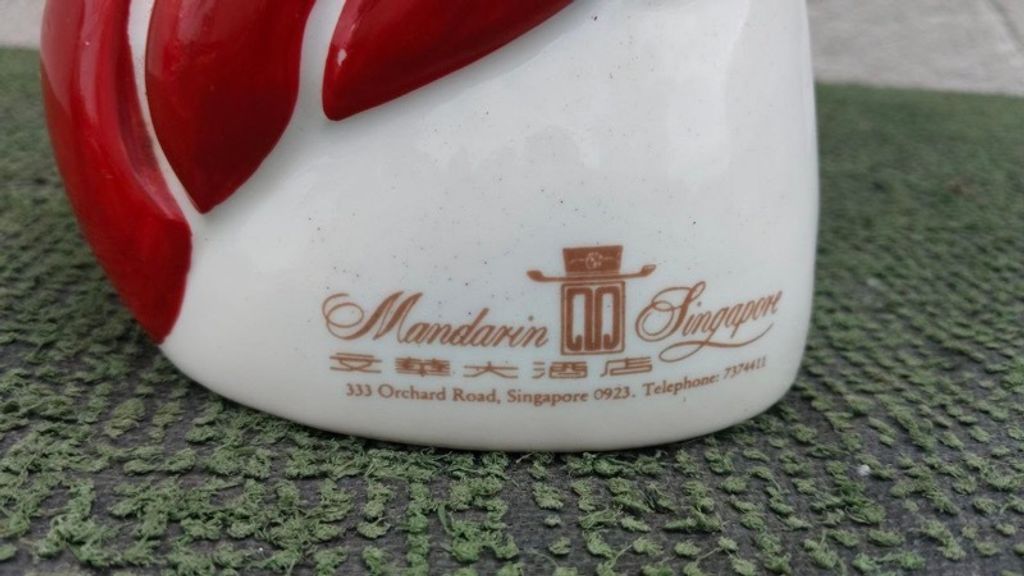 Mandarin Singapore
文華大酒店
333 Orchard Road, Singapore 0923. Telephone: 7374411